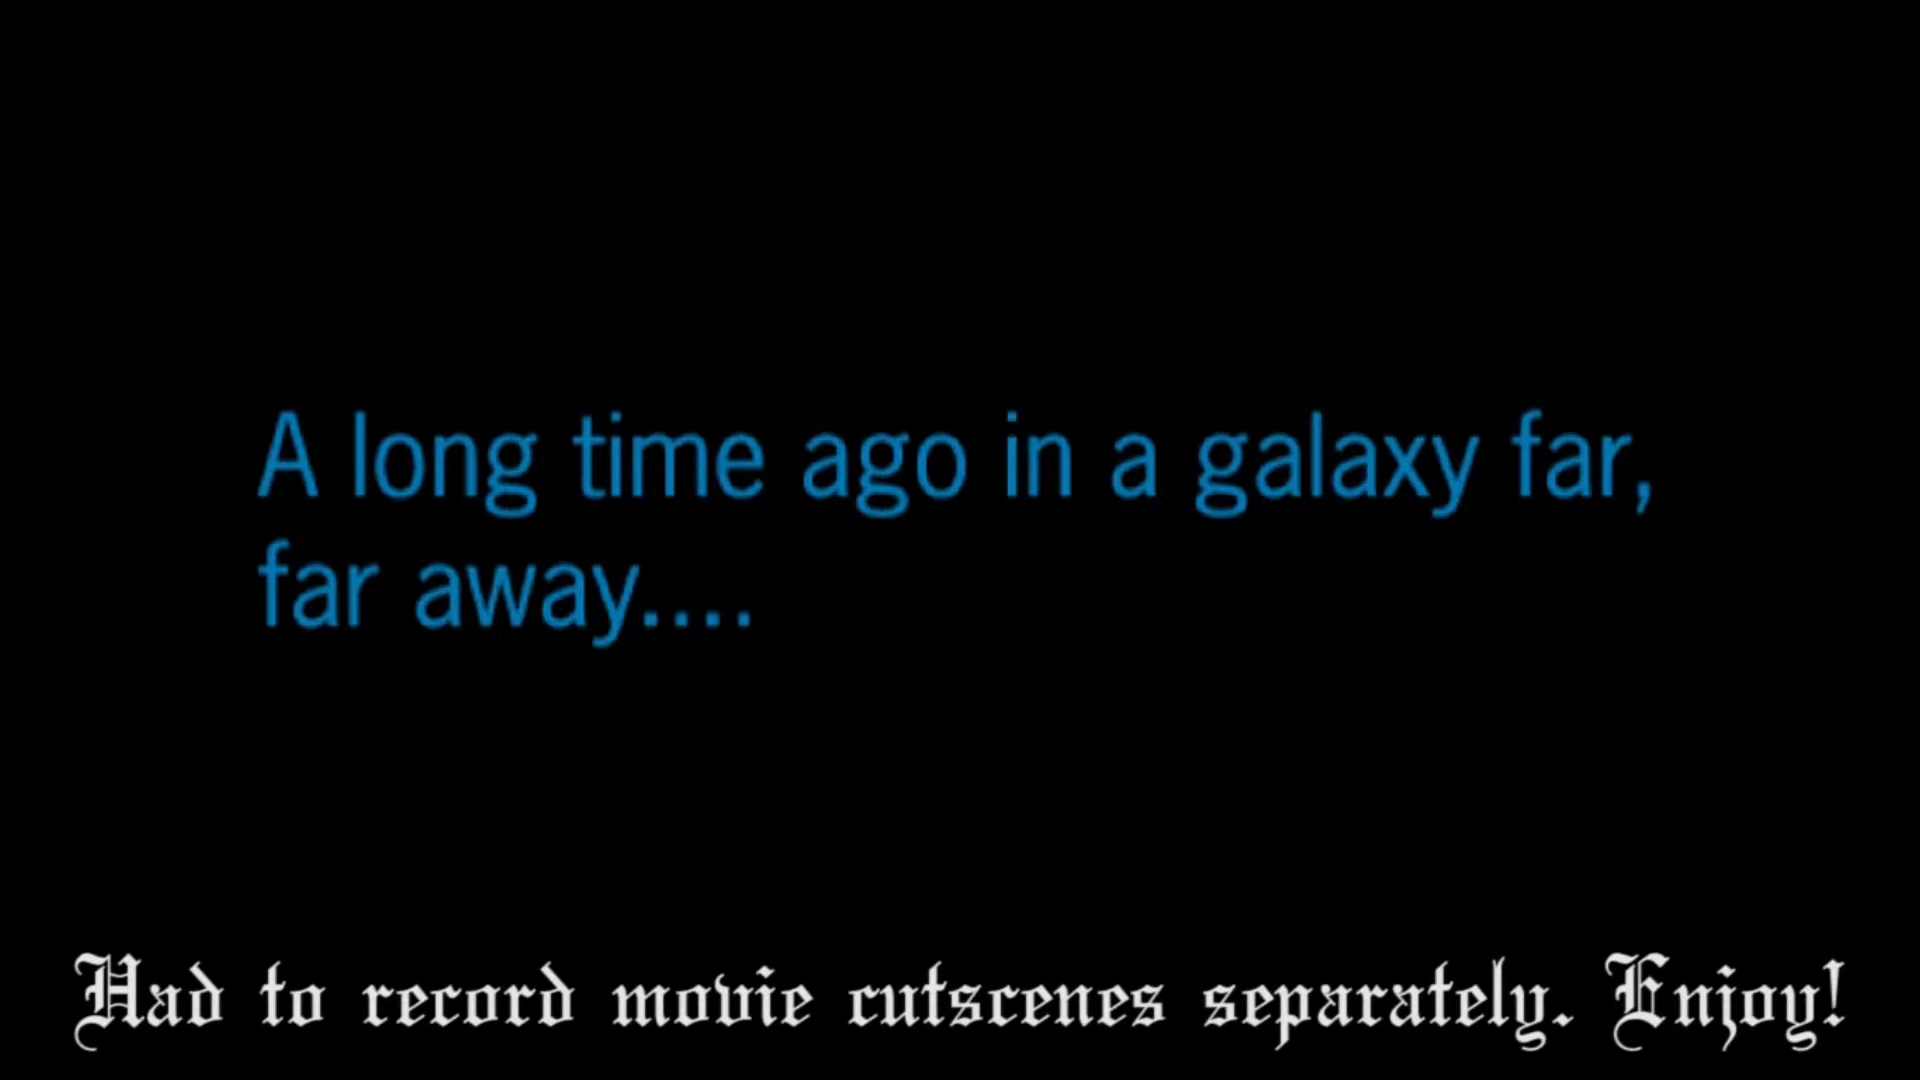 A long time ago in a galaxy far,
far away....
Had to record movie cutscenes separately. Enjoy!